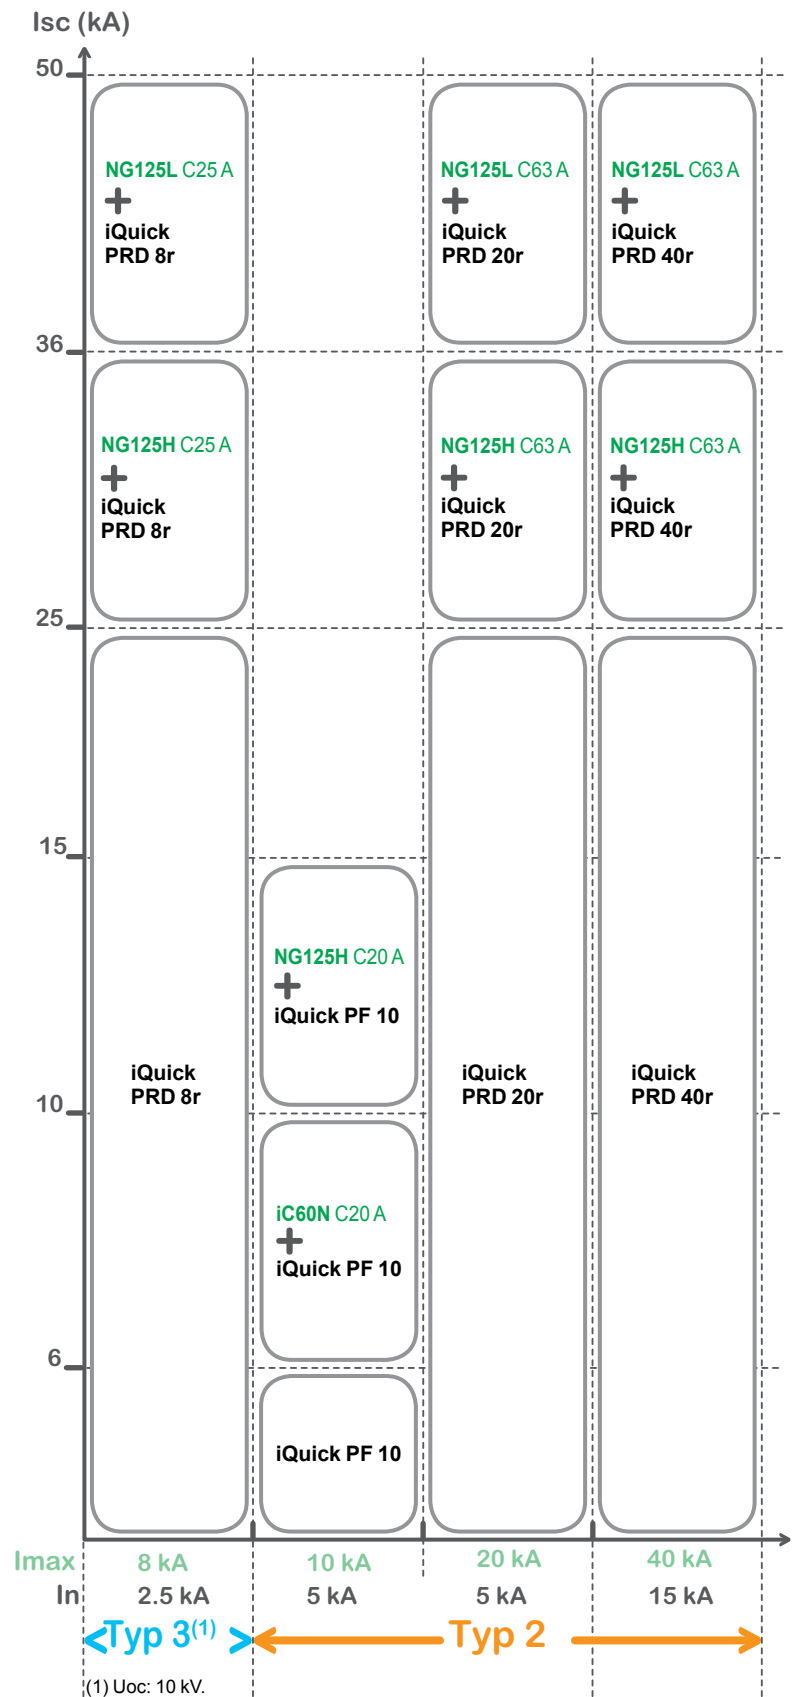 Isc (kA)
50
NG125L C25 A
+
iQuick
PRD 8r
NG125L C63 A
+
iQuick
PRD 20r
NG125L C63 A
+
iQuick
PRD 40r
36
NG125H C25 A
+
iQuick
PRD 8r
NG125H C63 A
+
iQuick
PRD 20r
NG125H C63 A
+
iQuick
PRD 40r
25
15
NG125H C20 A
+
iQuick PF 10
iQuick
PRD 8r
iQuick
PRD 20r
iQuick
PRD 40r
10
iC60N C20 A
+
iQuick PF 10
6
iQuick PF 10
Imax 8 kA 10 kA 20 kA 40 kA
In 2.5 kA 5 kA 5 kA 15 kA
Typ 3(1) Typ 2
(1) Uoc: 10 kV.